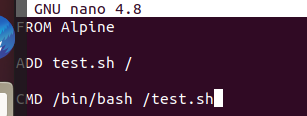 GNU nano 4.8
FROM Alpine
ADD test.sh /
CMD /bin/bash /test.sh